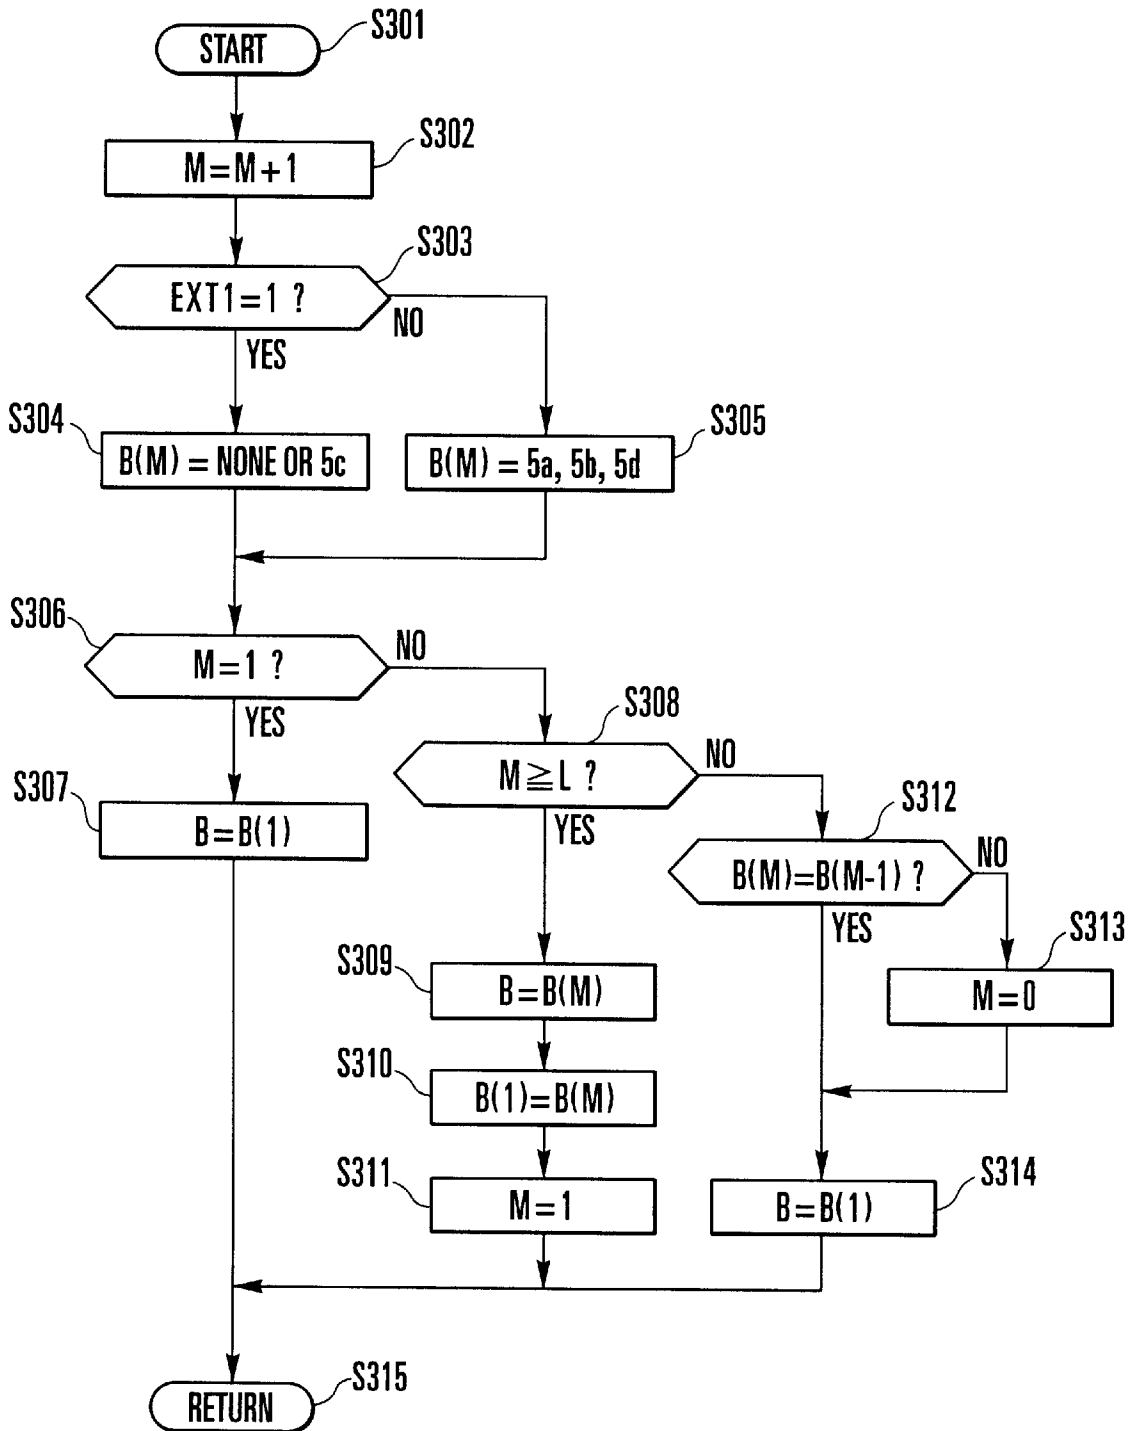 START
S301
M=M+1
S302
EXT1=1 ?
S303
NO
YES
S304
B(M)=NONE OR 5c
S305
B(M)=5a, 5b, 5d
S306
M=1 ?
NO
YES
S307
B=B(1)
S308
M≧L ?
NO
YES
S312
B(M)=B(M-1) ?
NO
YES
S313
M=0
S309
B=B(M)
S310
B(1)=B(M)
S311
M=1
S314
B=B(1)
RETURN
S315